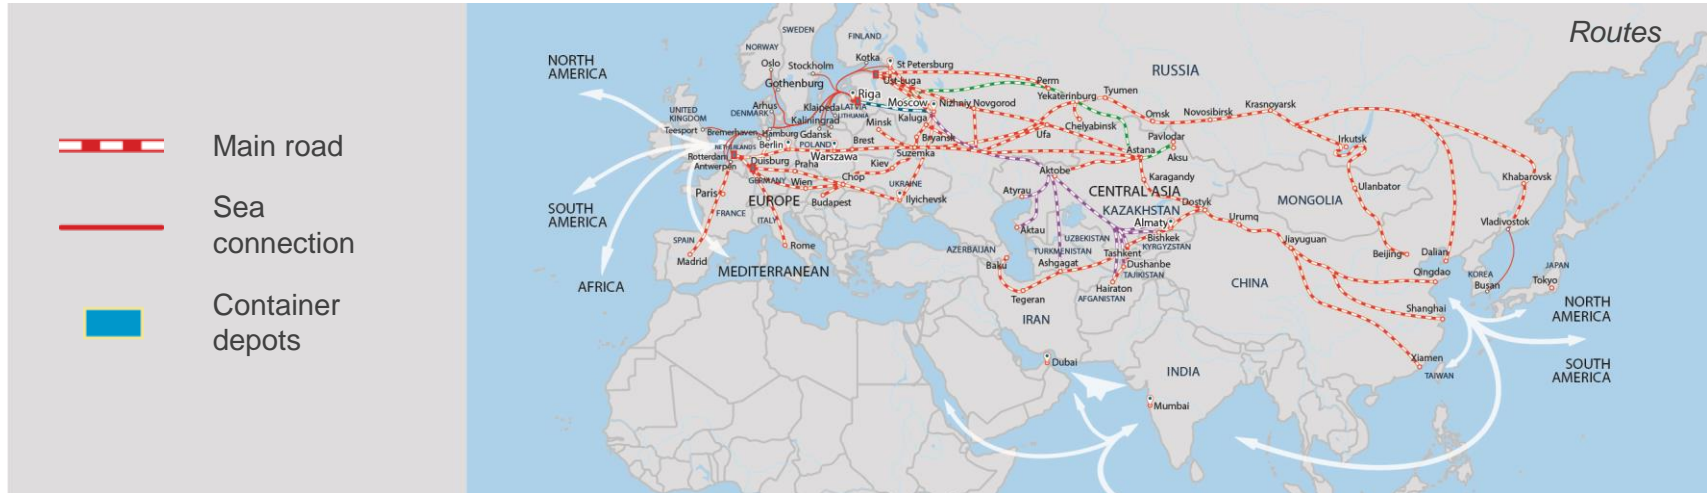 Routes
Main road
Sea
connection
Container
depots
NORTH
AMERICA
SOUTH
AMERICA
AFRICA
SWEDEN
NORWAY
FINLAND
Oslo
Stockholm
Kotka
St Petersburg
Ust-Luga
Gothenburg
Riga
LATVIA
LITHUANIA
Arhus
DENMARK
Klaipeda
Kaliningrad
UNITED
KINGDOM
Teesport
Bremerhaven
Hamburg
Gdansk
NETHERLANDS
Berlin
POLAND
Minsk
Brest
Moscow
Kaluga
Bryansk
Nizhniy Novgorod
Rotterdam
Antwerpen
Duisburg
Praha
Warszawa
Suzemka
Kiev
GERMANY
Wien
Chop
UKRAINE
Paris
EUROPE
Budapest
Ilyichevsk
FRANCE
ITALY
SPAIN
Madrid
Rome
MEDITERRANEAN
RUSSIA
Perm
Yekaterinburg
Tyumen
Omsk
Novosibirsk
Krasnoyarsk
Chelyabinsk
Ufa
Pavlodar
Astana
Aksu
Irkutsk
Karagandy
Aktobe
Atyrau
CENTRAL ASIA
KAZAKHSTAN
Dostyk
Ulanbator
MONGOLIA
Khabarovsk
Vladivostok
Aktau
Almaty
Urumq
UZBEKISTAN
Bishkek
KYRGYZSTAN
AZERBAIJAN
TURKMENISTAN
Tashkent
Jiayuguan
Baku
Ashgagat
Dushanbe
TAJIKISTAN
Beijing
Dalian
Hairaton
AFGANISTAN
Tegeran
CHINA
Qingdao
KOREA
Busan
JAPAN
Tokyo
IRAN
Shanghai
NORTH
AMERICA
Dubai
INDIA
Xiamen
TAIWAN
SOUTH
AMERICA
Mumbai